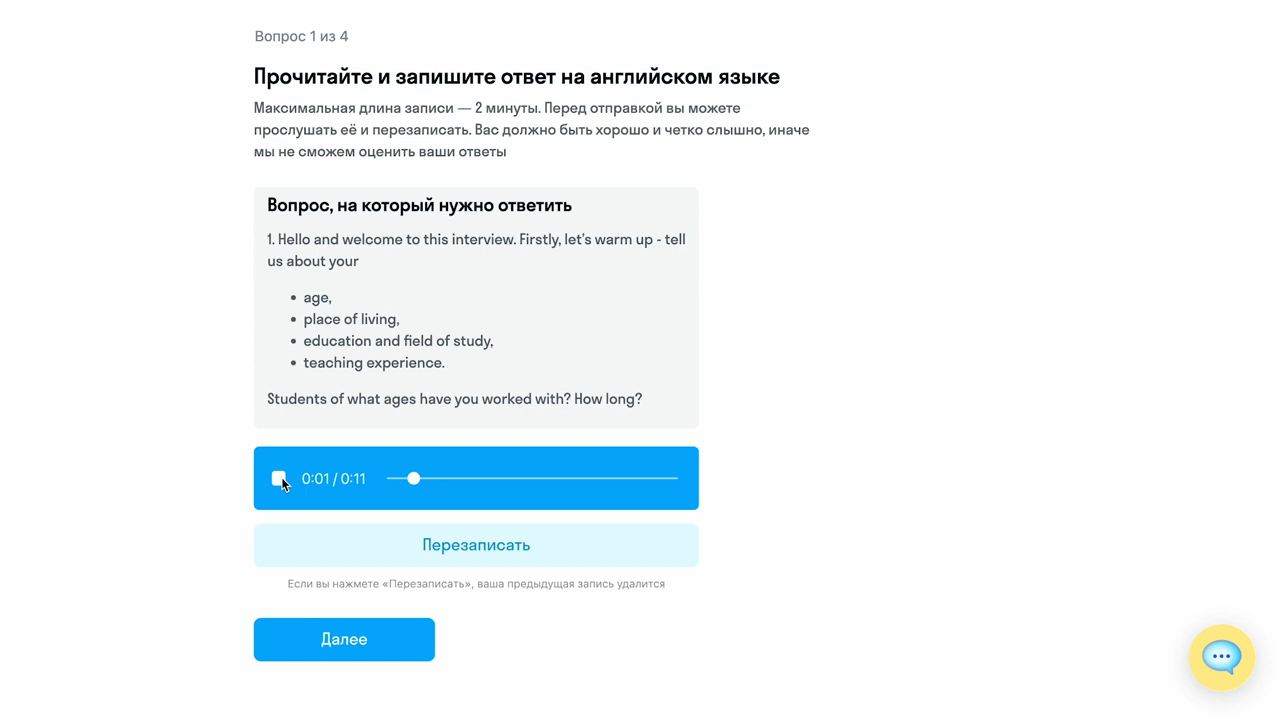 Вопрос 1 из 4
Прочитайте и запишите ответ на английском языке
Максимальная длина записи — 2 минуты. Перед отправкой вы можете
прослушать её и перезаписать. Вас должно быть хорошо и четко слышно, иначе
мы не сможем оценить ваши ответы
Вопрос, на который нужно ответить
1. Hello and welcome to this interview. Firstly, let's warm up - tell
us about your
• age,
• place of living,
• education and field of study,
• teaching experience.
Students of what ages have you worked with? How long?
0:01 / 0:11
Перезаписать
Если вы нажмете «Перезаписать», ваша предыдущая запись удалится
Далее